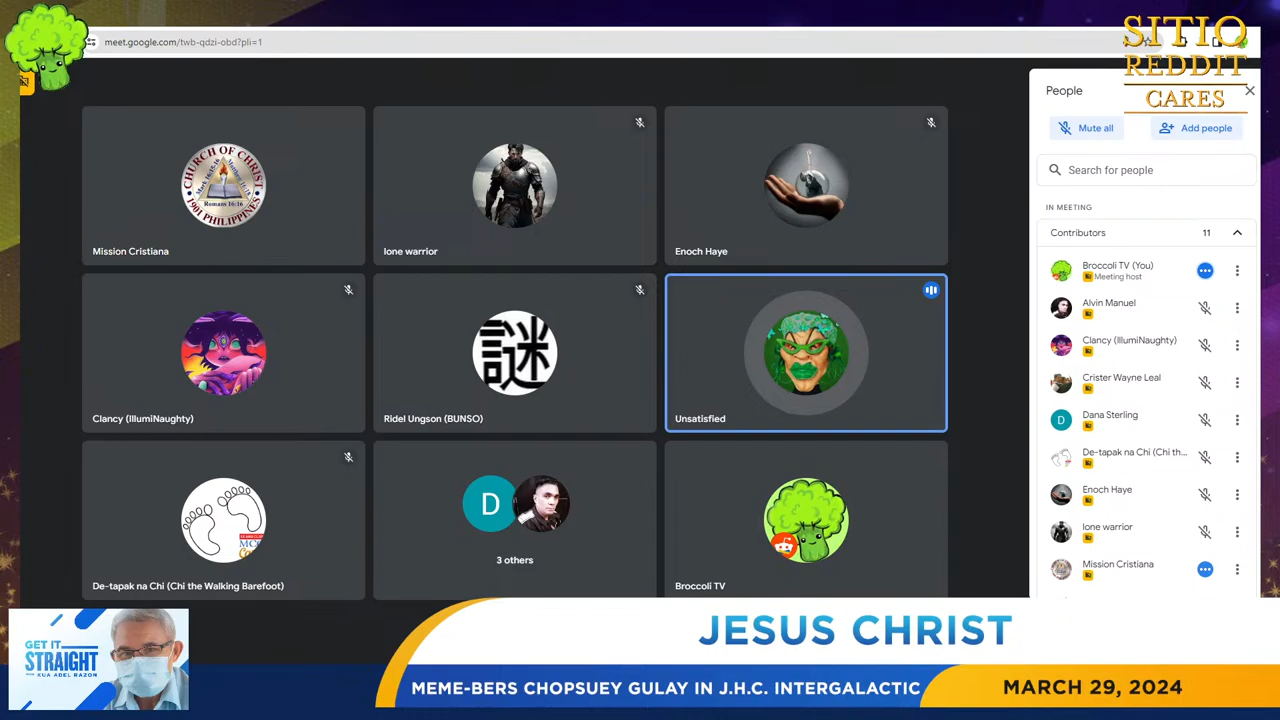 meet.google.com/twb-qdzi-obd?pli=1
SITIO
REDDIT
CARES
People
Mute all
Add people
Search for people
IN MEETING
Contributors 11
Broccoli TV (You)
Meeting host
Alvin Manuel
Clancy (IllumiNaughty)
Crister Wayne Leal
Dana Sterling
De-tapak na Chi (Chi th...
Enoch Haye
lone warrior
Mission Cristiana
CHURCH OF CHRIST
Romans 16:16
1901 PHILIPPINES
Mission Cristiana
lone warrior
Enoch Haye
Clancy (IllumiNaughty)
謎
Ridel Ungson (BUNSO)
Unsatisfied
De-tapak na Chi (Chi the Walking Barefoot)
D
3 others
Broccoli TV
GET IT
STRAIGHT
KUA ADEL RAZON
JESUS CHRIST
MEME-BERS CHOPSUEY GULAY IN J.H.C. INTERGALACTIC
MARCH 29, 2024